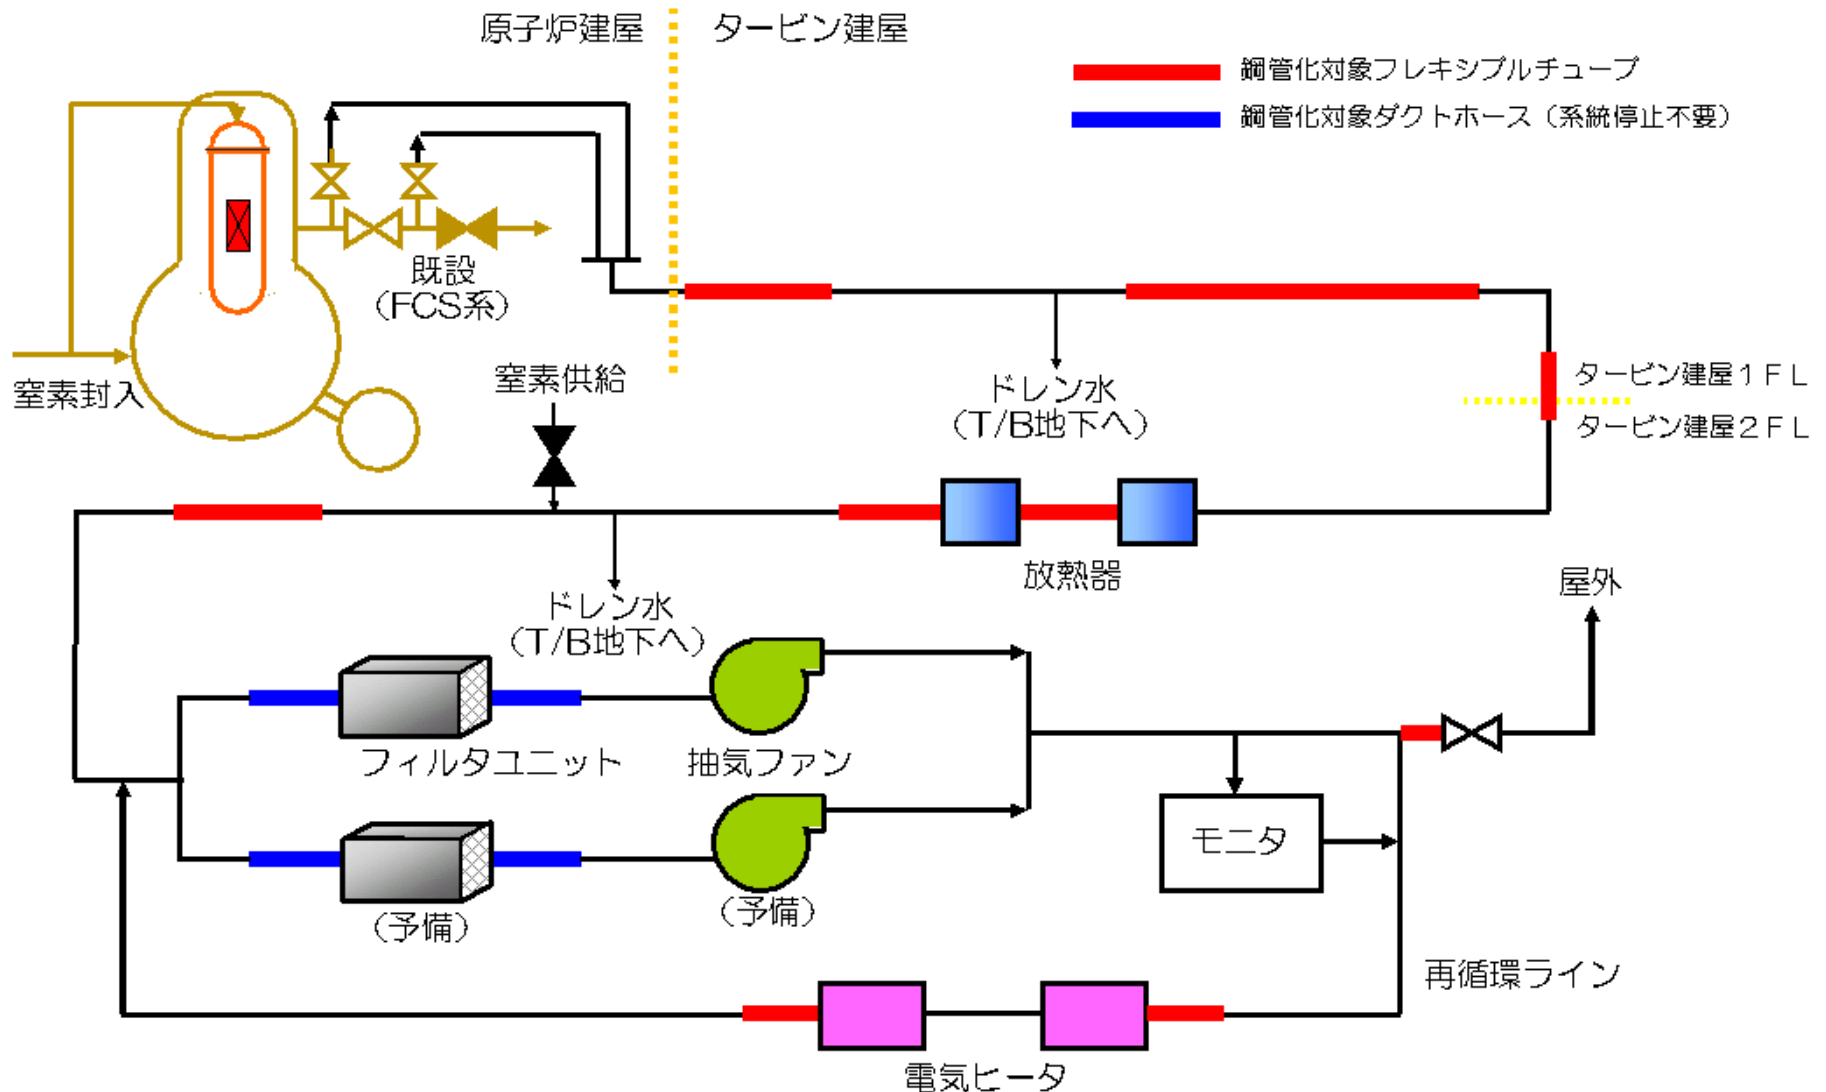 原子炉建屋
タービン建屋
鋼管化対象フレキシブルチューブ
鋼管化対象ダクトホース（系統停止不要）
既設
（FCS系）
窒素封入
窒素供給
ドレン水
（T/B地下へ）
タービン建屋１ＦＬ
タービン建屋２ＦＬ
放熱器
屋外
ドレン水
（T/B地下へ）
フィルタユニット
抽気ファン
モニタ
（予備）
（予備）
再循環ライン
電気ヒータ